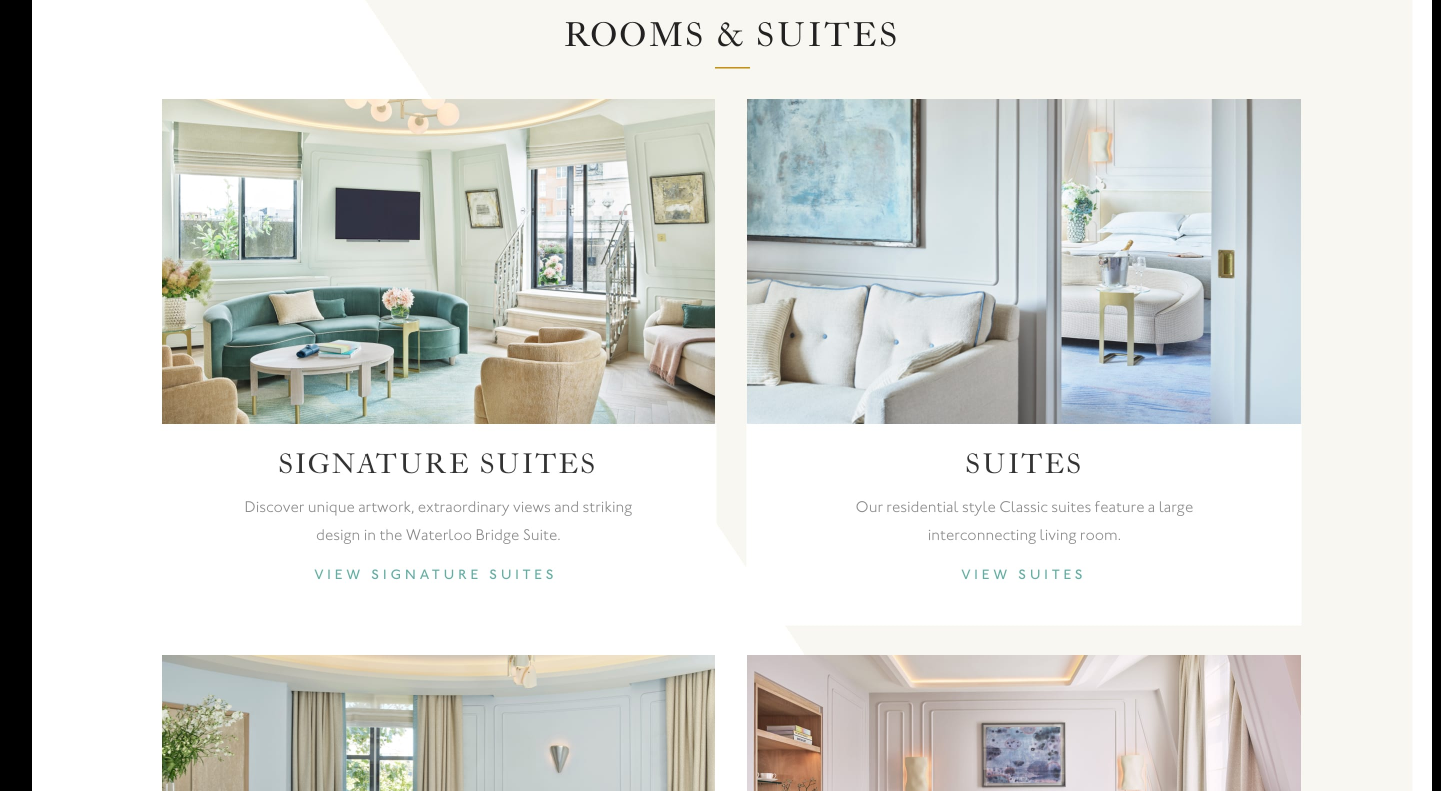 ROOMS & SUITES
SIGNATURE SUITES
Discover unique artwork, extraordinary views and striking
design in the Waterloo Bridge Suite.
VIEW SIGNATURE SUITES
SUITES
Our residential style Classic suites feature a large
interconnecting living room.
VIEW SUITES